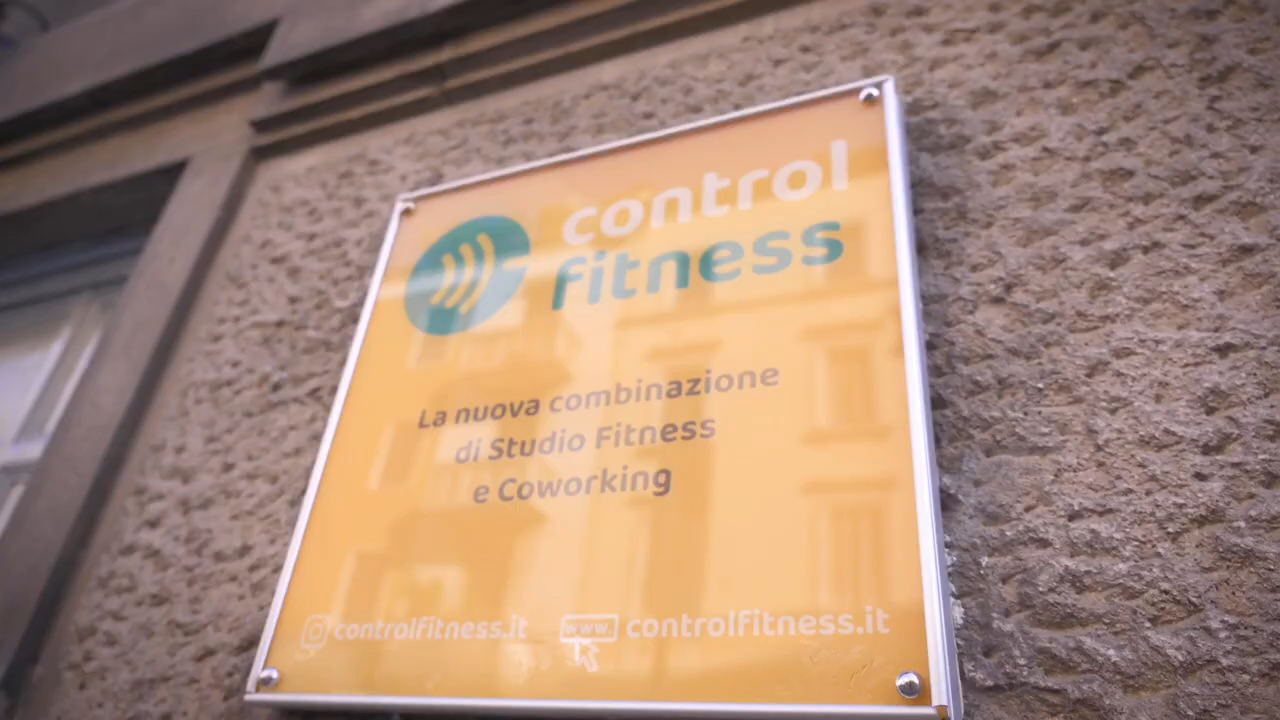 control
fitness
La nuova combinazione
di Studio Fitness
e Coworking
controlfitness.it www. controlfitness.it